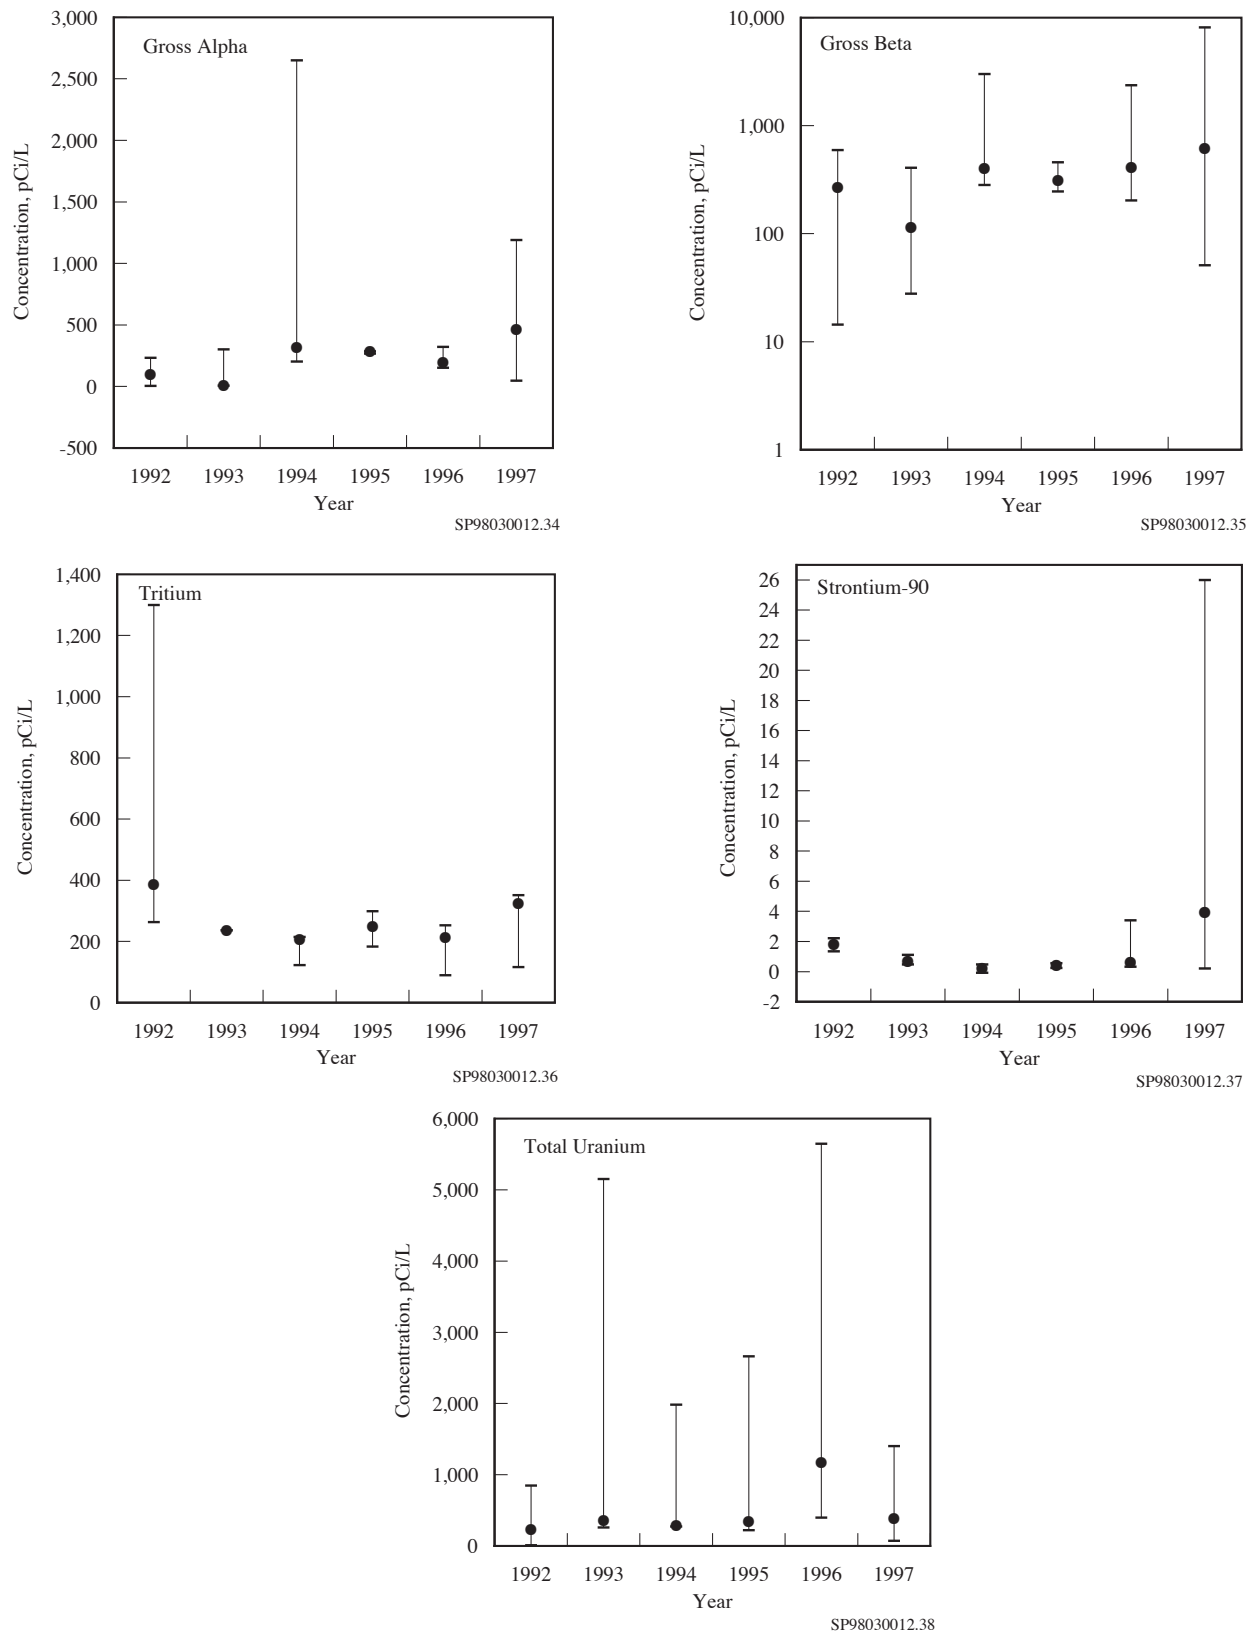 Gross Alpha
Concentration, pCi/L
3,000
2,500
2,000
1,500
1,000
500
0
-500
1992 1993 1994 1995 1996 1997
Year
SP98030012.34
Gross Beta
Concentration, pCi/L
10,000
1,000
100
10
1
1992 1993 1994 1995 1996 1997
Year
SP98030012.35
Tritium
Concentration, pCi/L
1,400
1,200
1,000
800
600
400
200
0
1992 1993 1994 1995 1996 1997
Year
SP98030012.36
Strontium-90
Concentration, pCi/L
26
24
22
20
18
16
14
12
10
8
6
4
2
0
-2
1992 1993 1994 1995 1996 1997
Year
SP98030012.37
Total Uranium
Concentration, pCi/L
6,000
5,000
4,000
3,000
2,000
1,000
0
1992 1993 1994 1995 1996 1997
Year
SP98030012.38